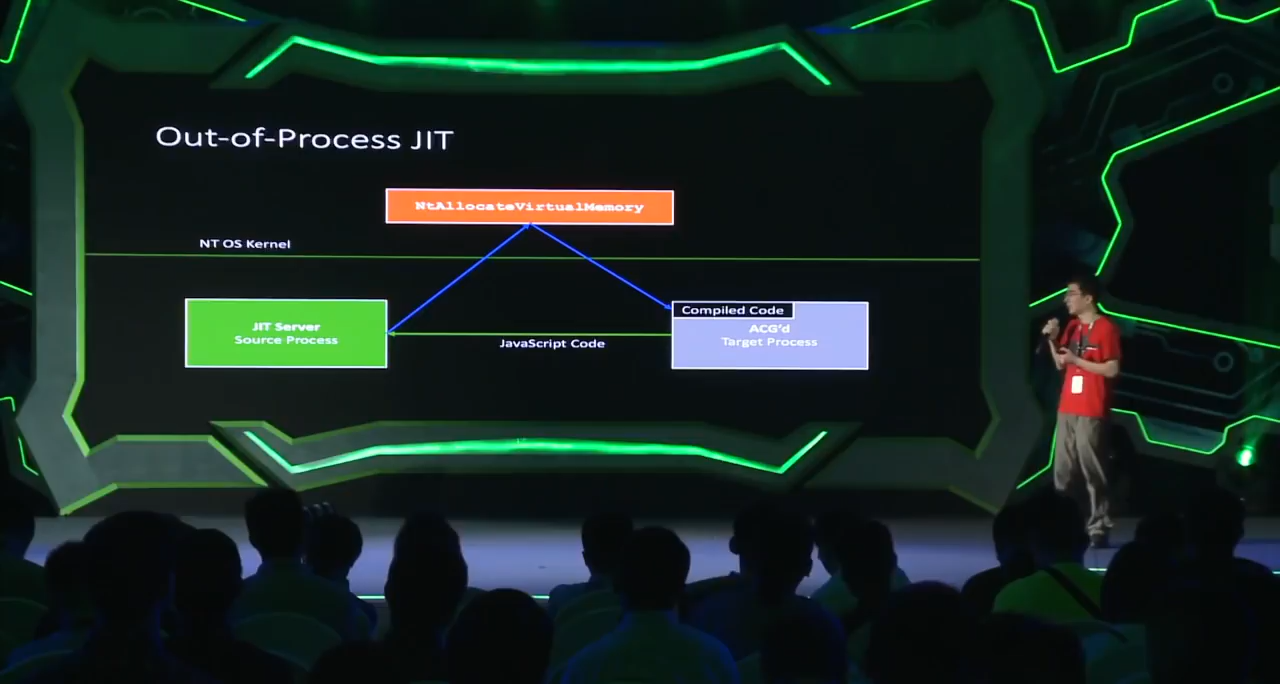 Out-of-Process JIT
NtAllocateVirtualMemory
NT OS Kernel
JIT Server
Source Process
JavaScript Code
Compiled Code
ACG'd
Target Process